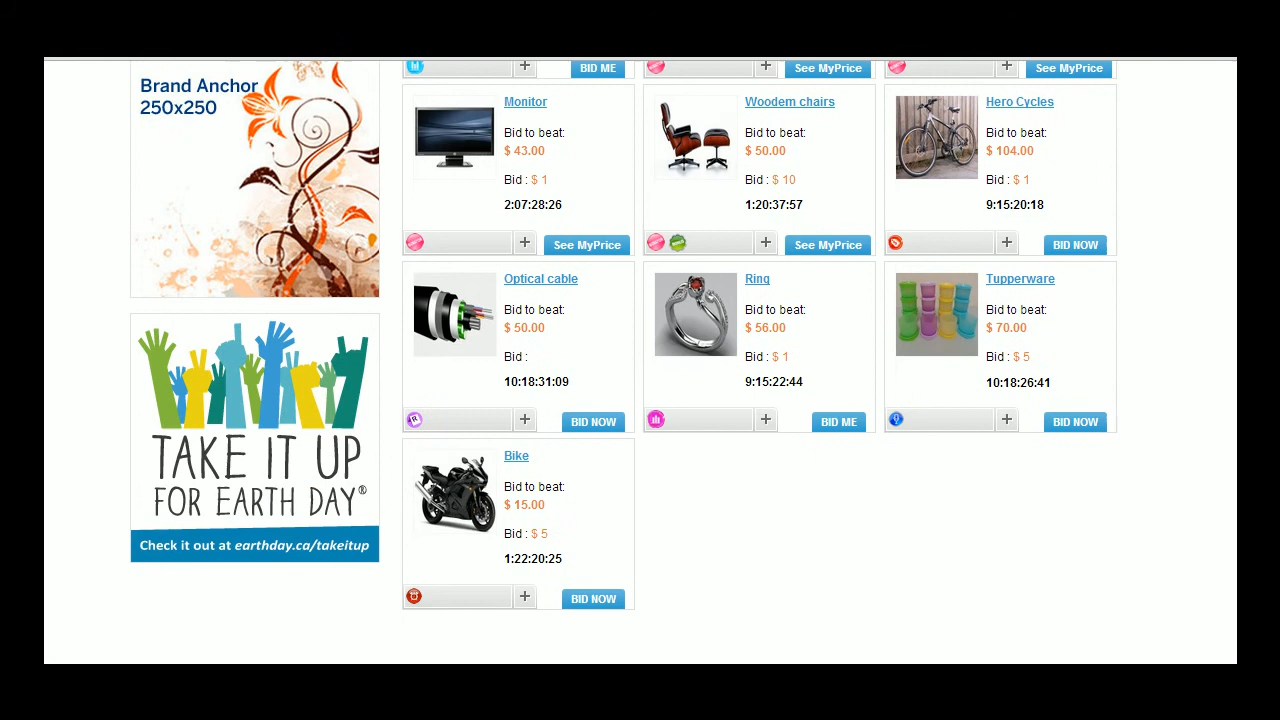 BID ME
See MyPrice
See MyPrice
Brand Anchor
250x250
Monitor
Bid to beat:
$ 43.00
Bid : $ 1
2:07:28:26
See MyPrice
Woodem chairs
Bid to beat:
$ 50.00
Bid : $ 10
1:20:37:57
See MyPrice
Hero Cycles
Bid to beat:
$ 104.00
Bid : $ 1
9:15:20:18
BID NOW
Optical cable
Bid to beat:
$ 50.00
Bid :
10:18:31:09
BID NOW
Ring
Bid to beat:
$ 56.00
Bid : $ 1
9:15:22:44
BID ME
Tupperware
Bid to beat:
$ 70.00
Bid : $ 5
10:18:26:41
BID NOW
TAKE IT UP
FOR EARTH DAY®
Check it out at earthday.ca/takeitup
Bike
Bid to beat:
$ 15.00
Bid : $ 5
1:22:20:25
BID NOW